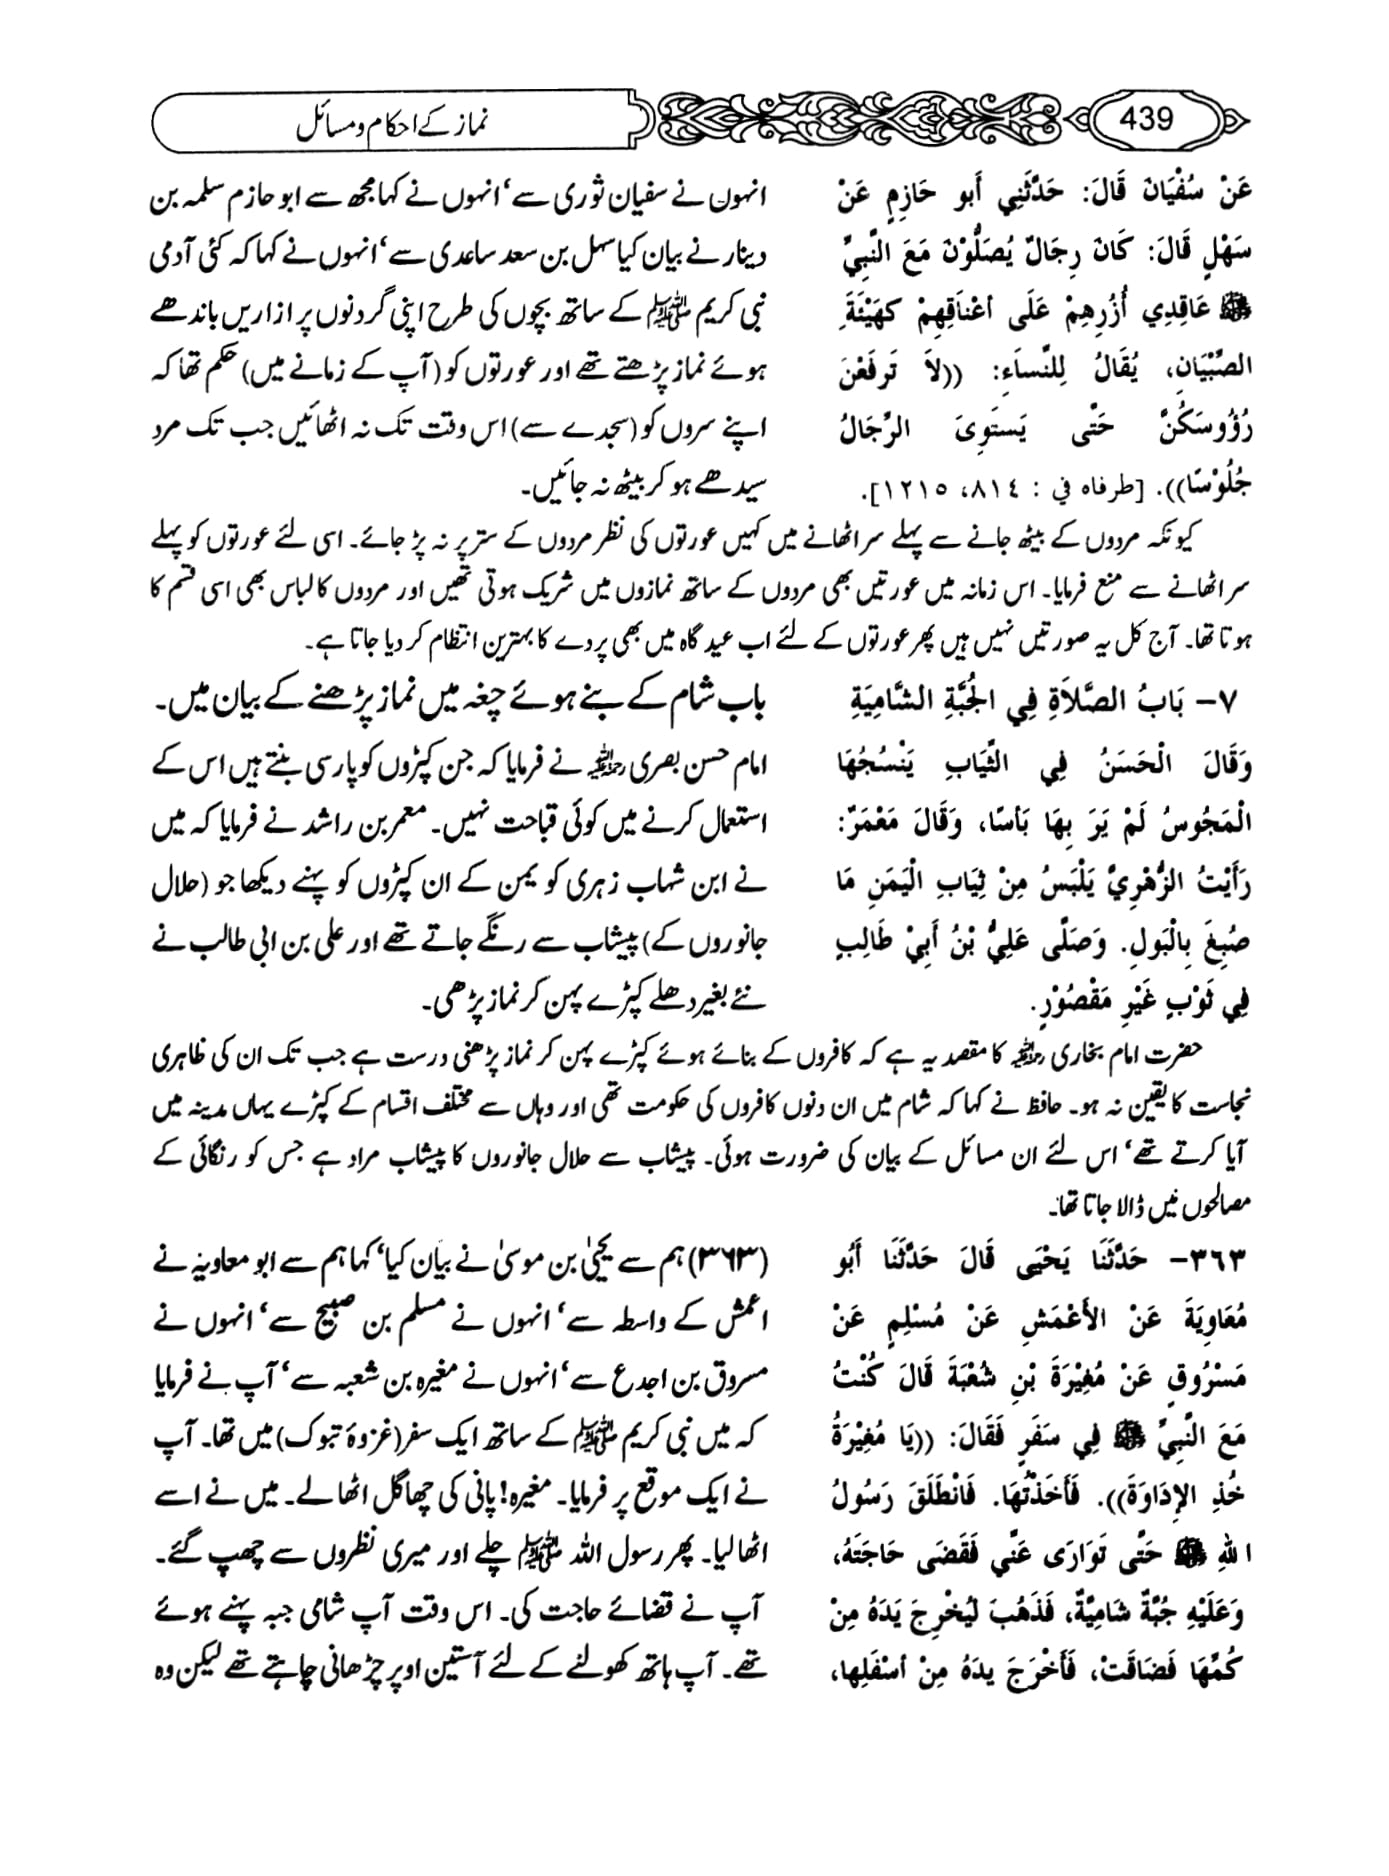 439
نماز کے احکام و مسائل
عَنْ سُفْيَانَ قَالَ: حَدَّثَنِي أَبو حَازِمٍ عَنْ
سَهْلٍ قَالَ: كَانَ رِجَالٌ يُصَلُّوْنَ مَعَ النَّبِيِّ
ﷺ عَاقِدِي أُزُرِهِمْ عَلَى أَعْنَاقِهِمْ كَهَيْئَةِ
الصِّبْيَانِ، يُقَالُ لِلنِّسَاءِ: ((لاَ تَرفَعْنَ
رُؤُوسَكُنَّ حَتَّى يَستَوِىَ الرِّجَالُ
جُلُوْسًا)). [طرفاه في : ٨١٤، ١٢١٥].
انہوں نے سفیان ثوری سے‘ انہوں نے کہا مجھ سے ابو حازم سلمہ بن
دینار نے بیان کیا سہل بن سعد ساعدی سے‘ انہوں نے کہا کہ کئی آدمی
نبی کریم ﷺ کے ساتھ بچوں کی طرح اپنی گردنوں پر ازاریں باندھے
ہوئے نماز پڑھتے تھے اور عورتوں کو (آپ کے زمانے میں) حکم تھا کہ
اپنے سروں کو (سجدے سے) اس وقت تک نہ اٹھائیں جب تک مرد
سیدھے ہو کر بیٹھ نہ جائیں۔
کیونکہ مردوں کے بیٹھ جانے سے پہلے سر اٹھانے میں کہیں عورتوں کی نظر مردوں کے ستر پر نہ پڑ جائے۔ اسی لئے عورتوں کو پہلے
سر اٹھانے سے منع فرمایا۔ اس زمانہ میں عورتیں بھی مردوں کے ساتھ نمازوں میں شریک ہوتی تھیں اور مردوں کا لباس بھی اسی قسم کا
ہوتا تھا۔ آج کل یہ صورتیں نہیں ہیں پھر عورتوں کے لئے اب عید گاہ میں بھی پردے کا بہترین انتظام کر دیا جاتا ہے۔
٧- بَابُ الصَّلاَةِ فِي الجُبَّةِ الشَّامِيَةِ
وَقَالَ الْحَسَنُ فِي الثِّيَابِ يَنْسُجُهَا
الْمَجُوسُ لَمْ يَرَ بِهَا بَأسًا، وَقَالَ مَعْمَرٌ:
رَأَيْتُ الزُّهْرِيَّ يَلْبَسُ مِنْ ثِيَابِ الْيَمَنِ مَا
صُبِغَ بِالْبَولِ. وَصَلَّى عَلِيُّ بْنُ أَبِيْ طَالِبٍ
فِي ثَوْبٍ غَيْرِ مَقْصُوْرٍ.
باب شام کے بنے ہوئے چغہ میں نماز پڑھنے کے بیان میں۔
امام حسن بصری رحمہ اللہ نے فرمایا کہ جن کپڑوں کو پارسی بنتے ہیں اس کے
استعمال کرنے میں کوئی قباحت نہیں۔ معمر بن راشد نے فرمایا کہ میں
نے ابن شہاب زہری کو یمن کے ان کپڑوں کو پہنے دیکھا جو (حلال
جانوروں کے) پیشاب سے رنگے جاتے تھے اور علی بن ابی طالب نے
نئے بغیر دھلے کپڑے پہن کر نماز پڑھی۔
حضرت امام بخاری رحمہ اللہ کا مقصد یہ ہے کہ کافروں کے بنائے ہوئے کپڑے پہن کر نماز پڑھنی درست ہے جب تک ان کی ظاہری
نجاست کا یقین نہ ہو۔ حافظ نے کہا کہ شام میں ان دنوں کافروں کی حکومت تھی اور وہاں سے مختلف اقسام کے کپڑے یہاں مدینہ میں
آیا کرتے تھے‘ اس لئے ان مسائل کے بیان کی ضرورت ہوئی۔ پیشاب سے حلال جانوروں کا پیشاب مراد ہے جس کو رنگائی کے
مصالحوں میں ڈالا جاتا تھا۔
٣٦٣- حَدَّثَنَا يَحْيَى قَالَ حَدَّثَنَا أَبُو
مُعَاوِيَةَ عَنْ الأَعْمَشِ عَنْ مُسْلِمٍ عَنْ
مَسْرُوقٍ عَنْ مُغِيْرَةَ بْنِ شُعْبَةَ قَالَ كُنْتُ
مَعَ النَّبِيِّ ﷺ فِي سَفَرٍ فَقَالَ: ((يَا مُغِيْرَةُ
خُذِ الإِدَاوَةَ)). فَأَخَذْتُهَا. فَانْطَلَقَ رَسُولُ
اللهِ ﷺ حَتَّى تَوَارَى عَنِّي فَقَضَى حَاجَتَهُ،
وَعَلَيْهِ جُبَّةٌ شَامِيَّةٌ، فَذَهَبَ لِيُخْرِجَ يَدَهُ مِنْ
كُمِّهَا فَضَاقَتْ، فَأَخْرَجَ يدَهُ مِنْ أسْفَلِها،
(۳۶۳) ہم سے یحییٰ بن موسیٰ نے بیان کیا‘ کہا ہم سے ابو معاویہ نے
اعمش کے واسطہ سے‘ انہوں نے مسلم بن صبیح سے‘ انہوں نے
مسروق بن اجدع سے‘ انہوں نے مغیرہ بن شعبہ سے‘ آپ نے فرمایا
کہ میں نبی کریم ﷺ کے ساتھ ایک سفر (غزوۂ تبوک) میں تھا۔ آپ
نے ایک موقع پر فرمایا۔ مغیرہ! پانی کی چھاگل اٹھا لے۔ میں نے اسے
اٹھا لیا۔ پھر رسول اللہ ﷺ چلے اور میری نظروں سے چھپ گئے۔
آپ نے قضائے حاجت کی۔ اس وقت آپ شامی جبہ پہنے ہوئے
تھے۔ آپ ہاتھ کھولنے کے لئے آستین اوپر چڑھانی چاہتے تھے لیکن وہ